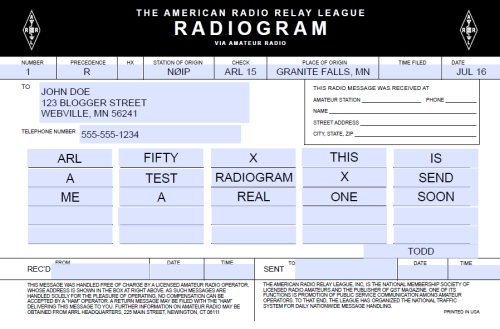 THE AMERICAN RADIO RELAY LEAGUE
RADIOGRAM
VIA AMATEUR RADIO
NUMBER PRECEDENCE HX STATION OF ORIGIN CHECK PLACE OF ORIGIN TIME FILED DATE
1 R NØIP ARL 15 GRANITE FALLS, MN JUL 16
TO
JOHN DOE
123 BLOGGER STREET
WEBVILLE, MN 56241
TELEPHONE NUMBER 555-555-1234
THIS RADIO MESSAGE WAS RECEIVED AT
AMATEUR STATION PHONE
NAME
STREET ADDRESS
CITY, STATE, ZIP
ARL FIFTY X THIS IS
A TEST RADIOGRAM X SEND
ME A REAL ONE SOON
TODD
REC'D FROM DATE TIME SENT TO DATE TIME
THIS MESSAGE WAS HANDLED FREE OF CHARGE BY A LICENSED AMATEUR RADIO OPERATOR,
WHOSE ADDRESS IS SHOWN IN THE BOX AT RIGHT ABOVE. AS SUCH MESSAGES ARE
HANDLED SOLELY FOR THE PLEASURE OF OPERATING. NO COMPENSATION CAN BE
ACCEPTED BY A "HAM" OPERATOR. A RETURN MESSAGE MAY BE FILED WITH THE "HAM"
DELIVERING THIS MESSAGE TO YOU. FURTHER INFORMATION ON AMATEUR RADIO MAY BE
OBTAINED FROM ARRL HEADQUARTERS, 225 MAIN STREET, NEWINGTON, CT 06111
THE AMERICAN RADIO RELAY LEAGUE, INC. IS THE NATIONAL MEMBERSHIP SOCIETY OF
LICENSED RADIO AMATEURS AND THE PUBLISHER OF QST MAGAZINE. ONE OF ITS
FUNCTIONS IS PROMOTION OF PUBLIC SERVICE COMMUNICATION AMONG AMATEUR
OPERATORS. TO THAT END, THE LEAGUE HAS ORGANIZED THE NATIONAL TRAFFIC
SYSTEM FOR DAILY NATIONWIDE MESSAGE HANDLING.
PRINTED IN USA